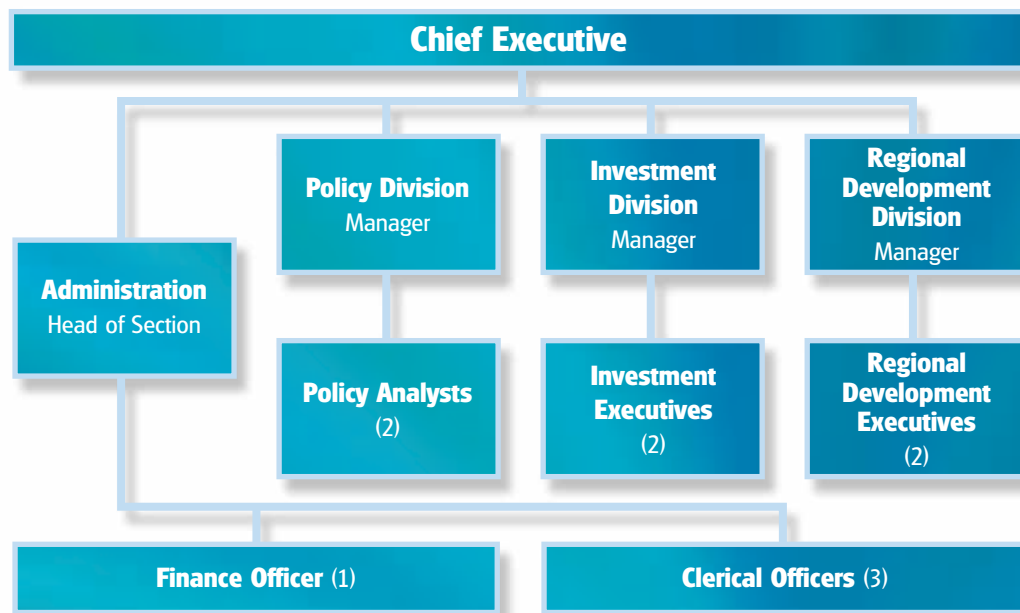 Chief Executive
Policy Division
Manager
Investment
Division
Manager
Regional
Development
Division
Manager
Administration
Head of Section
Policy Analysts
(2)
Investment
Executives
(2)
Regional
Development
Executives
(2)
Finance Officer (1)
Clerical Officers (3)